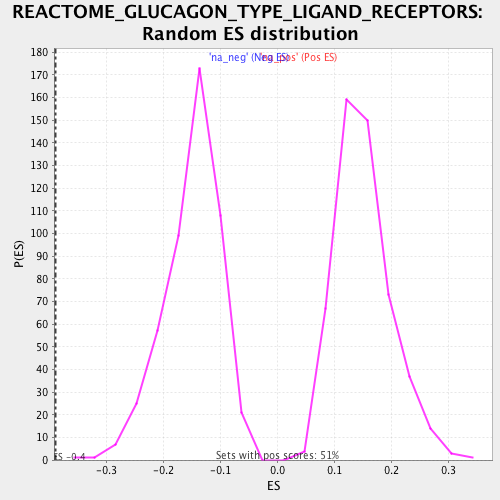 REACTOME_GLUCAGON_TYPE_LIGAND_RECEPTORS:
Random ES distribution
'na_neg' (Neg ES)
'na_pos' (Pos ES)
180
170
160
150
140
130
120
110
100
90
80
70
60
50
40
30
20
10
0
P(ES)
ES -0.4
Sets with pos scores: 51%
-0.3 -0.2 -0.1 0.0 0.1 0.2 0.3
ES